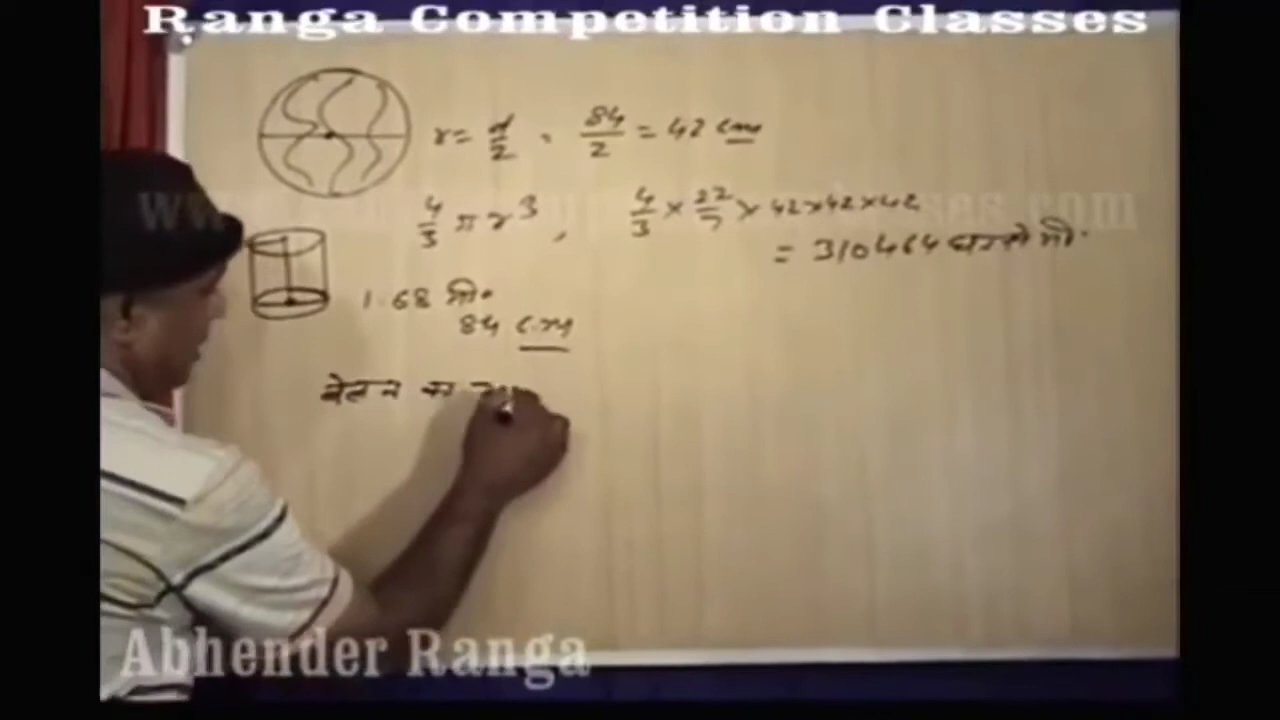 Ranga Competition Classes
r = d/2 , 84/2 = 42 cm
4/3 π r3 , 4/3 × 22/7 × 42×42×42
= 310464 घन से मी.
1.68 मी.
84 cm
बेलन का
Abhender Ranga